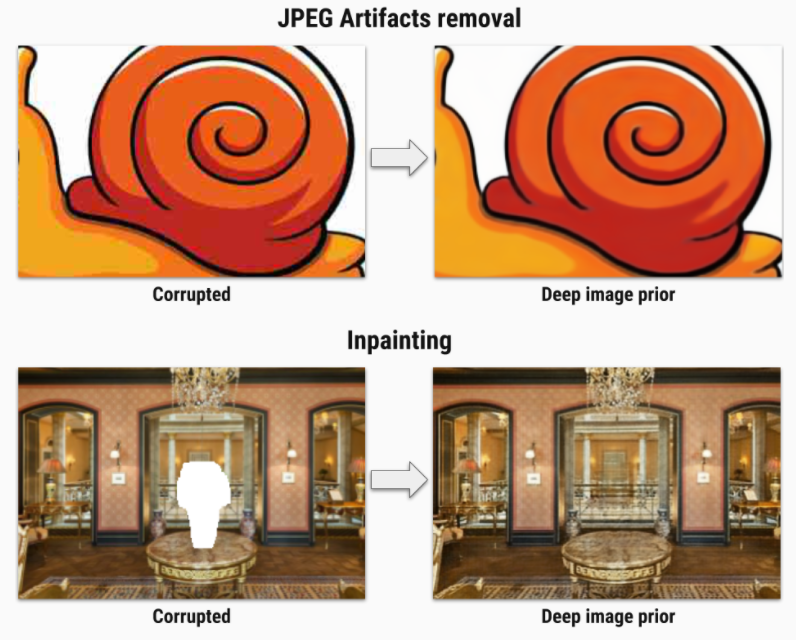 JPEG Artifacts removal
Corrupted
Deep image prior
Inpainting
Corrupted
Deep image prior